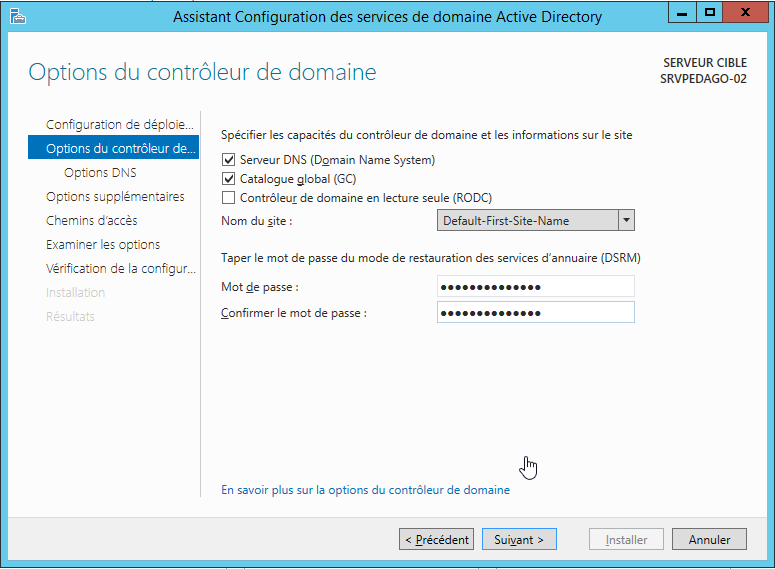 Assistant Configuration des services de domaine Active Directory
Options du contrôleur de domaine
SERVEUR CIBLE
SRVPEDAGO-02
Configuration de déploie...
Options du contrôleur de...
Options DNS
Options supplémentaires
Chemins d'accès
Examiner les options
Vérification de la configur...
Installation
Résultats
Spécifier les capacités du contrôleur de domaine et les informations sur le site
Serveur DNS (Domain Name System)
Catalogue global (GC)
Contrôleur de domaine en lecture seule (RODC)
Nom du site : Default-First-Site-Name
Taper le mot de passe du mode de restauration des services d'annuaire (DSRM)
Mot de passe : ●●●●●●●●●●●●●●
Confirmer le mot de passe : ●●●●●●●●●●●●●●
En savoir plus sur la options du contrôleur de domaine
< Précédent Suivant > Installer Annuler